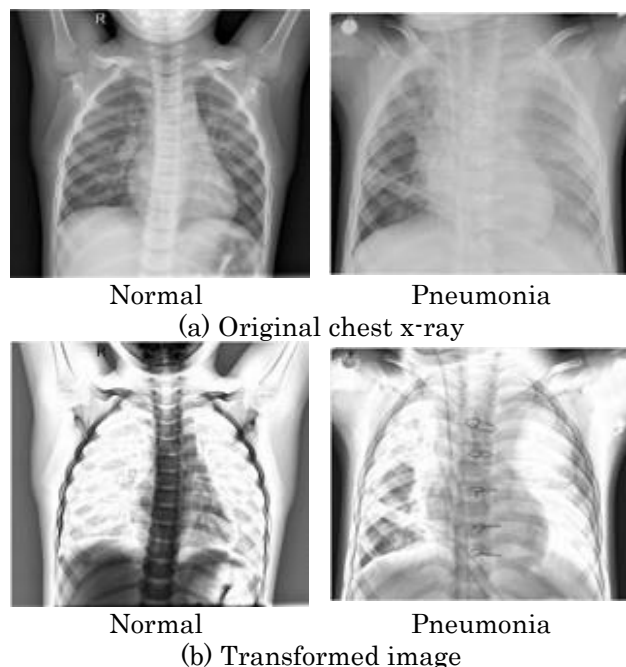 R
Normal Pneumonia
(a) Original chest x-ray
R
Normal Pneumonia
(b) Transformed image